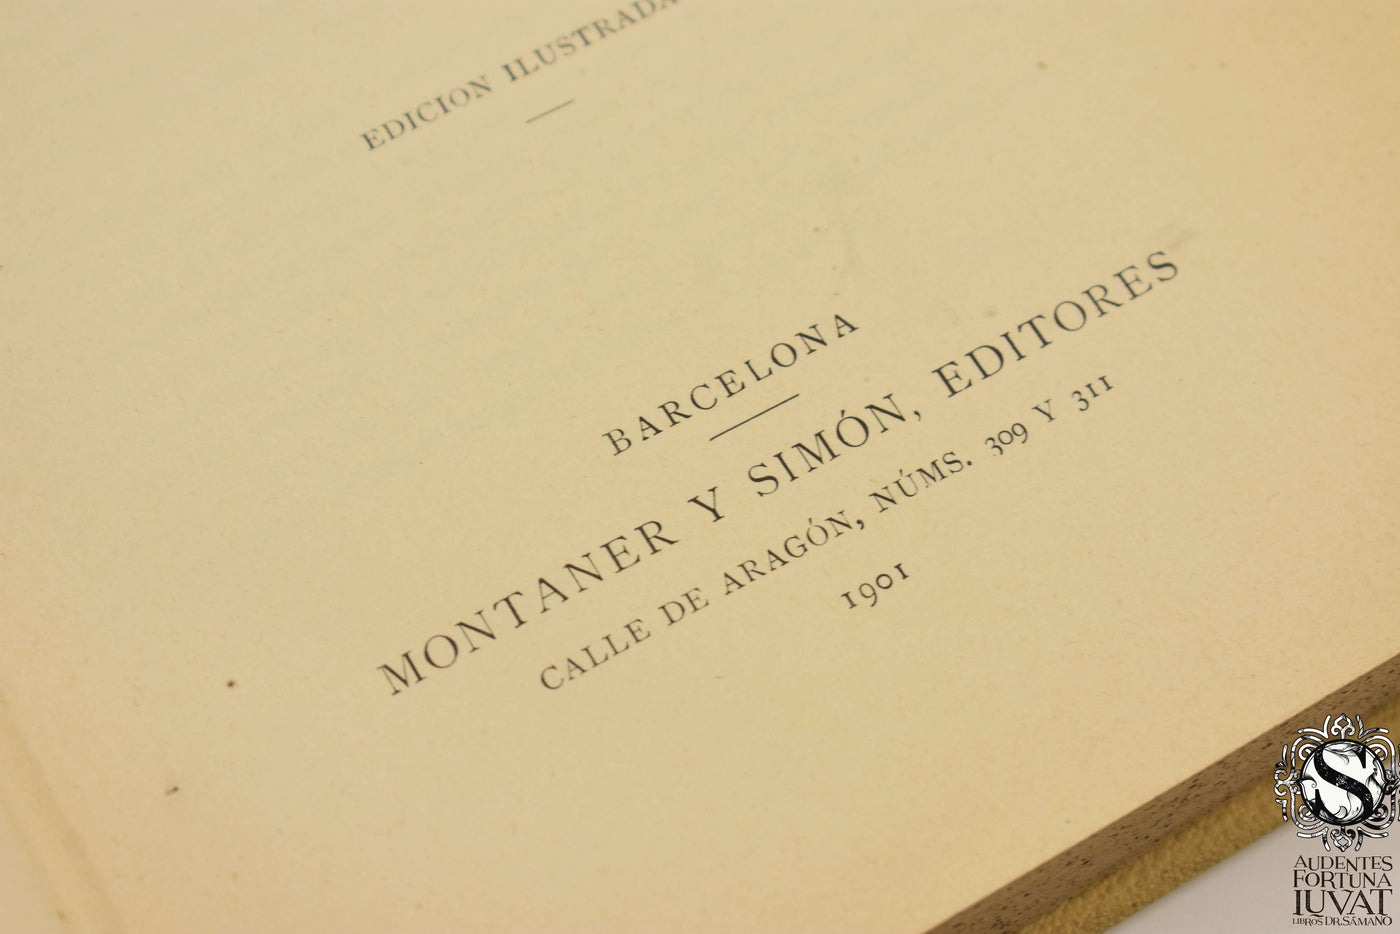 EDICION ILUSTRADA
BARCELONA
MONTANER Y SIMÓN, EDITORES
CALLE DE ARAGÓN, NÚMS. 309 Y 311
1901
S
AUDENTES
FORTUNA
IUVAT
LIBROS DR. SÁMANO